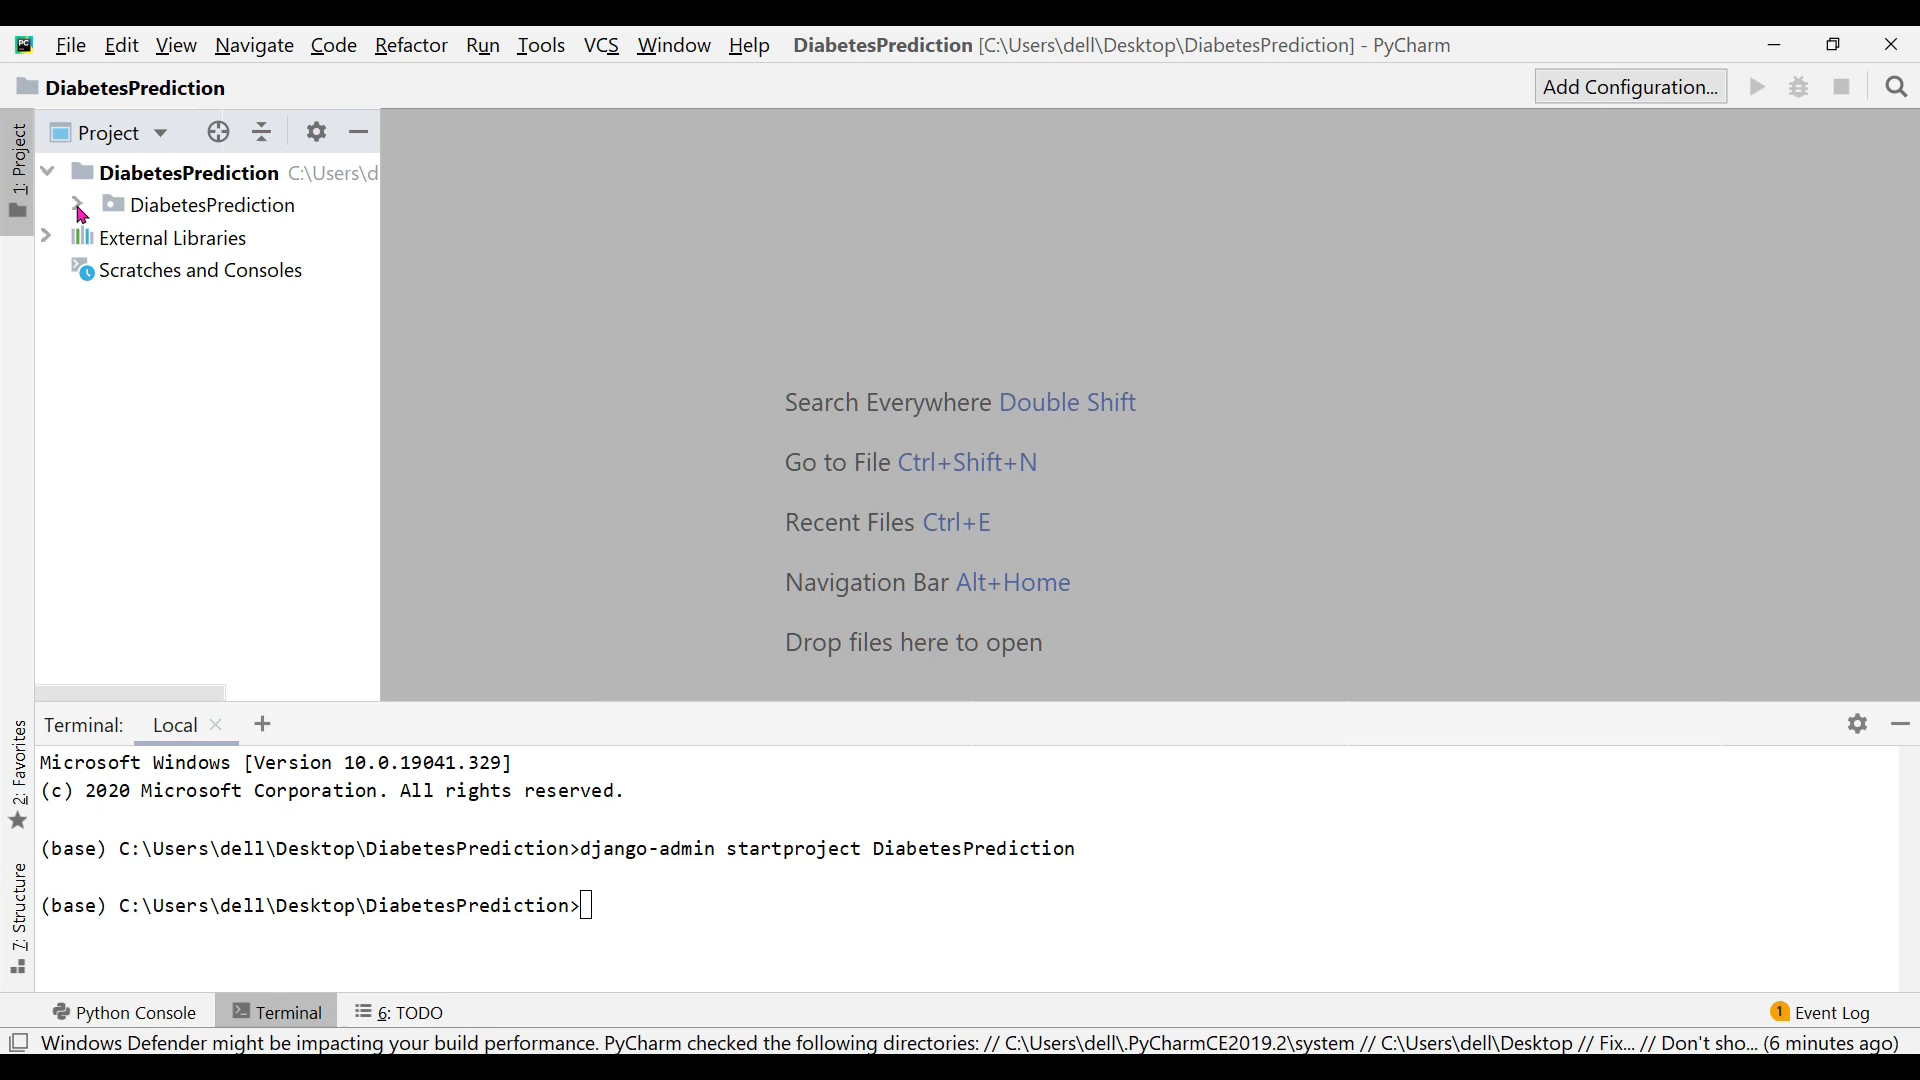 File Edit View Navigate Code Refactor Run Tools VCS Window Help DiabetesPrediction [C:\Users\dell\Desktop\DiabetesPrediction] - PyCharm
DiabetesPrediction
Add Configuration...
1: Project
Project
DiabetesPrediction C:\Users\d
DiabetesPrediction
External Libraries
Scratches and Consoles
Search Everywhere Double Shift
Go to File Ctrl+Shift+N
Recent Files Ctrl+E
Navigation Bar Alt+Home
Drop files here to open
2: Favorites
7: Structure
Terminal: Local
Microsoft Windows [Version 10.0.19041.329]
(c) 2020 Microsoft Corporation. All rights reserved.
(base) C:\Users\dell\Desktop\DiabetesPrediction>django-admin startproject DiabetesPrediction
(base) C:\Users\dell\Desktop\DiabetesPrediction>
Python Console Terminal 6: TODO 1 Event Log
Windows Defender might be impacting your build performance. PyCharm checked the following directories: // C:\Users\dell\.PyCharmCE2019.2\system // C:\Users\dell\Desktop // Fix... // Don't sho... (6 minutes ago)